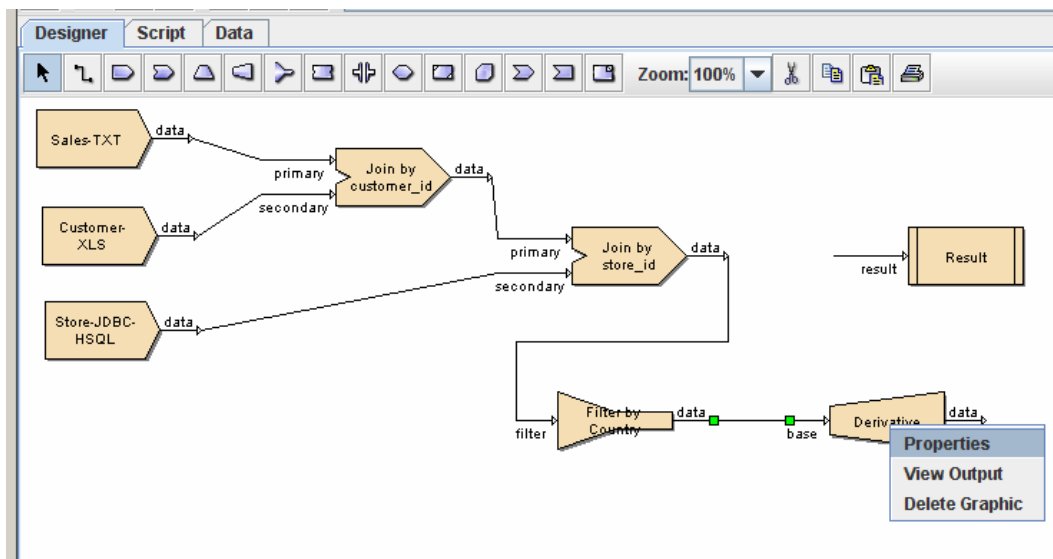 Designer Script Data
Zoom: 100%
Sales-TXT
data
primary
Join by
customer_id
data
Customer-
XLS
data
secondary
primary
Join by
store_id
data
result
Result
secondary
Store-JDBC-
HSQL
data
filter
Filter by
Country
data
base
Derivative
data
Properties
View Output
Delete Graphic